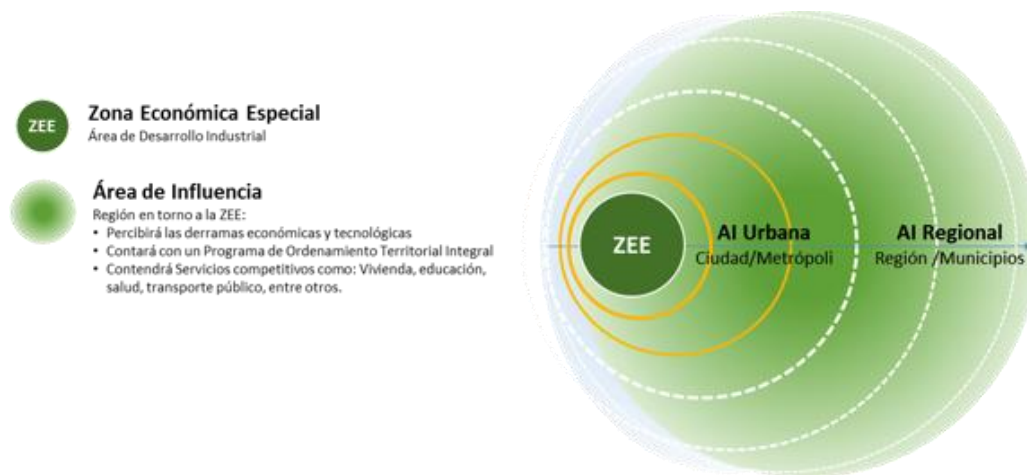 ZEE
Zona Económica Especial
Área de Desarrollo Industrial
Área de Influencia
Región en torno a la ZEE:
• Percibirá las derramas económicas y tecnológicas
• Contará con un Programa de Ordenamiento Territorial Integral
• Contendrá Servicios competitivos como: Vivienda, educación,
salud, transporte público, entre otros.
ZEE
AI Urbana
Ciudad/Metrópoli
AI Regional
Región /Municipios